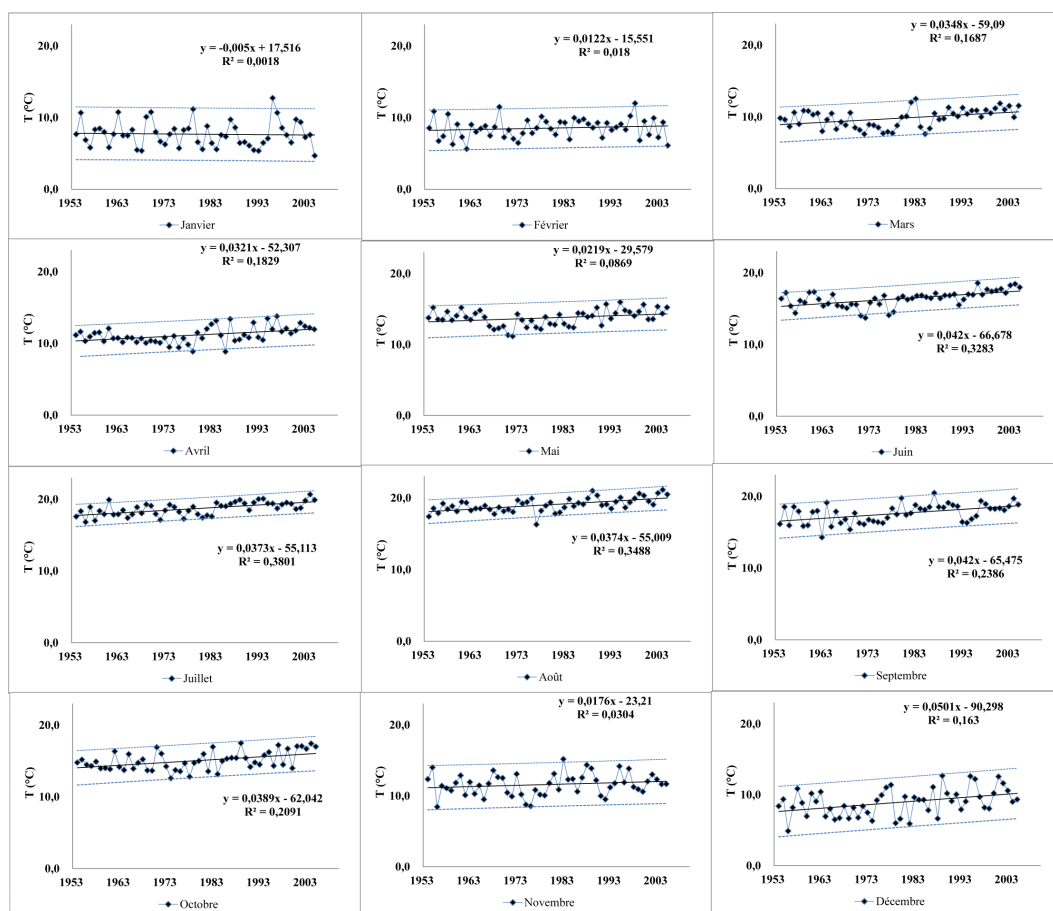 y = -0,005x + 17,516
R² = 0,0018
20,0
10,0
0,0
T (°C)
1953 1963 1973 1983 1993 2003
Janvier
y = 0,0122x - 15,551
R² = 0,018
20,0
10,0
0,0
T (°C)
1953 1963 1973 1983 1993 2003
Février
y = 0,0348x - 59,09
R² = 0,1687
20,0
10,0
0,0
T (°C)
1953 1963 1973 1983 1993 2003
Mars
y = 0,0321x - 52,307
R² = 0,1829
20,0
10,0
0,0
T (°C)
1953 1963 1973 1983 1993 2003
Avril
y = 0,0219x - 29,579
R² = 0,0869
20,0
10,0
0,0
T (°C)
1953 1963 1973 1983 1993 2003
Mai
20,0
10,0
0,0
T (°C)
y = 0,042x - 66,678
R² = 0,3283
1953 1963 1973 1983 1993 2003
Juin
20,0
10,0
0,0
T (°C)
y = 0,0373x - 55,113
R² = 0,3801
1953 1963 1973 1983 1993 2003
Juillet
20,0
10,0
0,0
T (°C)
y = 0,0374x - 55,009
R² = 0,3488
1953 1963 1973 1983 1993 2003
Août
20,0
10,0
0,0
T (°C)
y = 0,042x - 65,475
R² = 0,2386
1953 1963 1973 1983 1993 2003
Septembre
20,0
10,0
0,0
T (°C)
y = 0,0389x - 62,042
R² = 0,2091
1953 1963 1973 1983 1993 2003
Octobre
y = 0,0176x - 23,21
R² = 0,0304
20,0
10,0
0,0
T (°C)
1953 1963 1973 1983 1993 2003
Novembre
y = 0,0501x - 90,298
R² = 0,163
20,0
10,0
0,0
T (°C)
1953 1963 1973 1983 1993 2003
Décembre